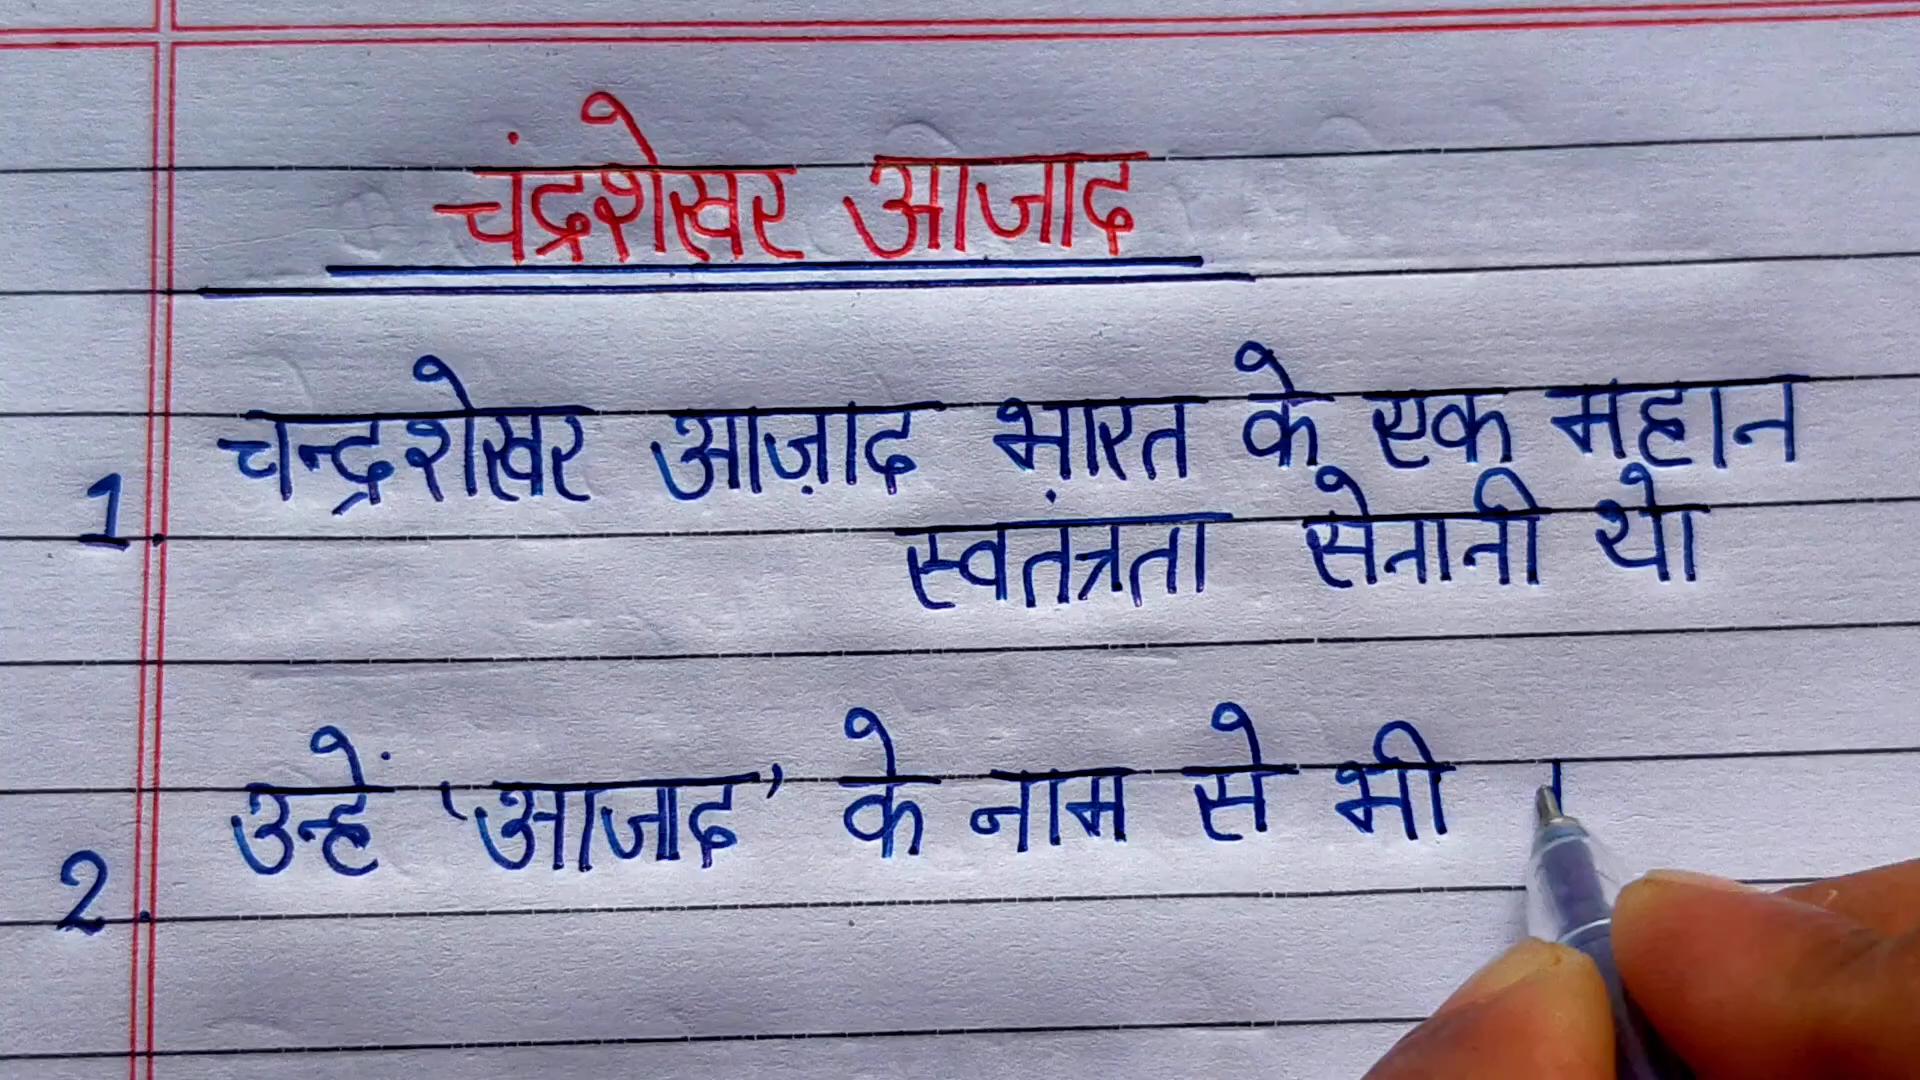 चंद्रशेखर आजाद
1. चन्द्रशेखर आज़ाद भारत के एक महान
स्वतंत्रता सेनानी थे।
2. उन्हें 'आजाद' के नाम से भी